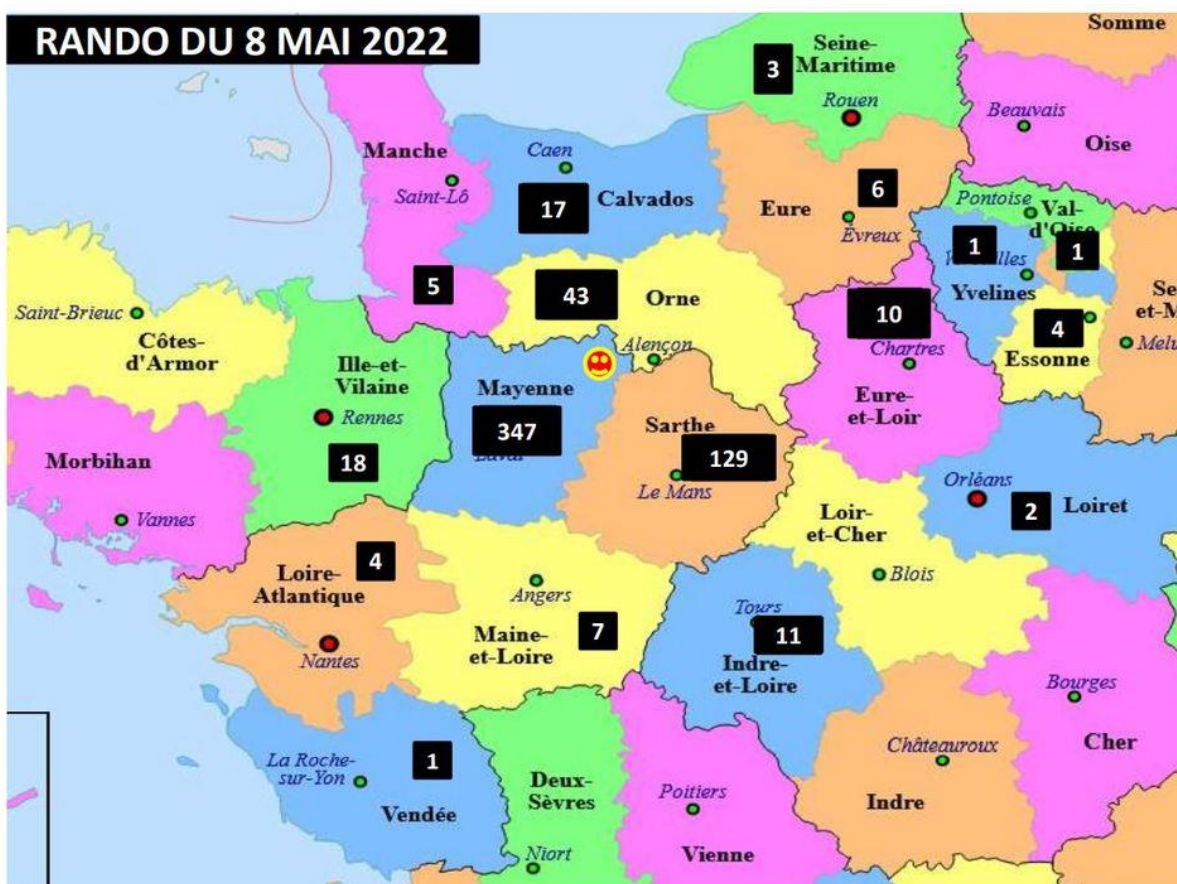 RANDO DU 8 MAI 2022
Somme
Seine-
Maritime
3
Rouen
Beauvais
Oise
Manche
Caen
Saint-Lô
17
Calvados
Eure
6
Évreux
Pontoise
Val-
d'Oise
1
1
Yvelines
5
43
Orne
10
Chartres
4
Essonne
Saint-Brieuc
Côtes-
d'Armor
Ille-et-
Vilaine
Rennes
18
Alençon
Mayenne
347
Sarthe
129
Le Mans
Eure-
et-Loir
Morbihan
Vannes
Orléans
2
Loiret
Loir-
et-Cher
Blois
4
Loire-
Atlantique
Nantes
Angers
7
Maine-
et-Loire
Tours
11
Indre-
et-Loire
Bourges
Cher
La Roche-
sur-Yon
1
Vendée
Deux-
Sèvres
Niort
Poitiers
Vienne
Châteauroux
Indre